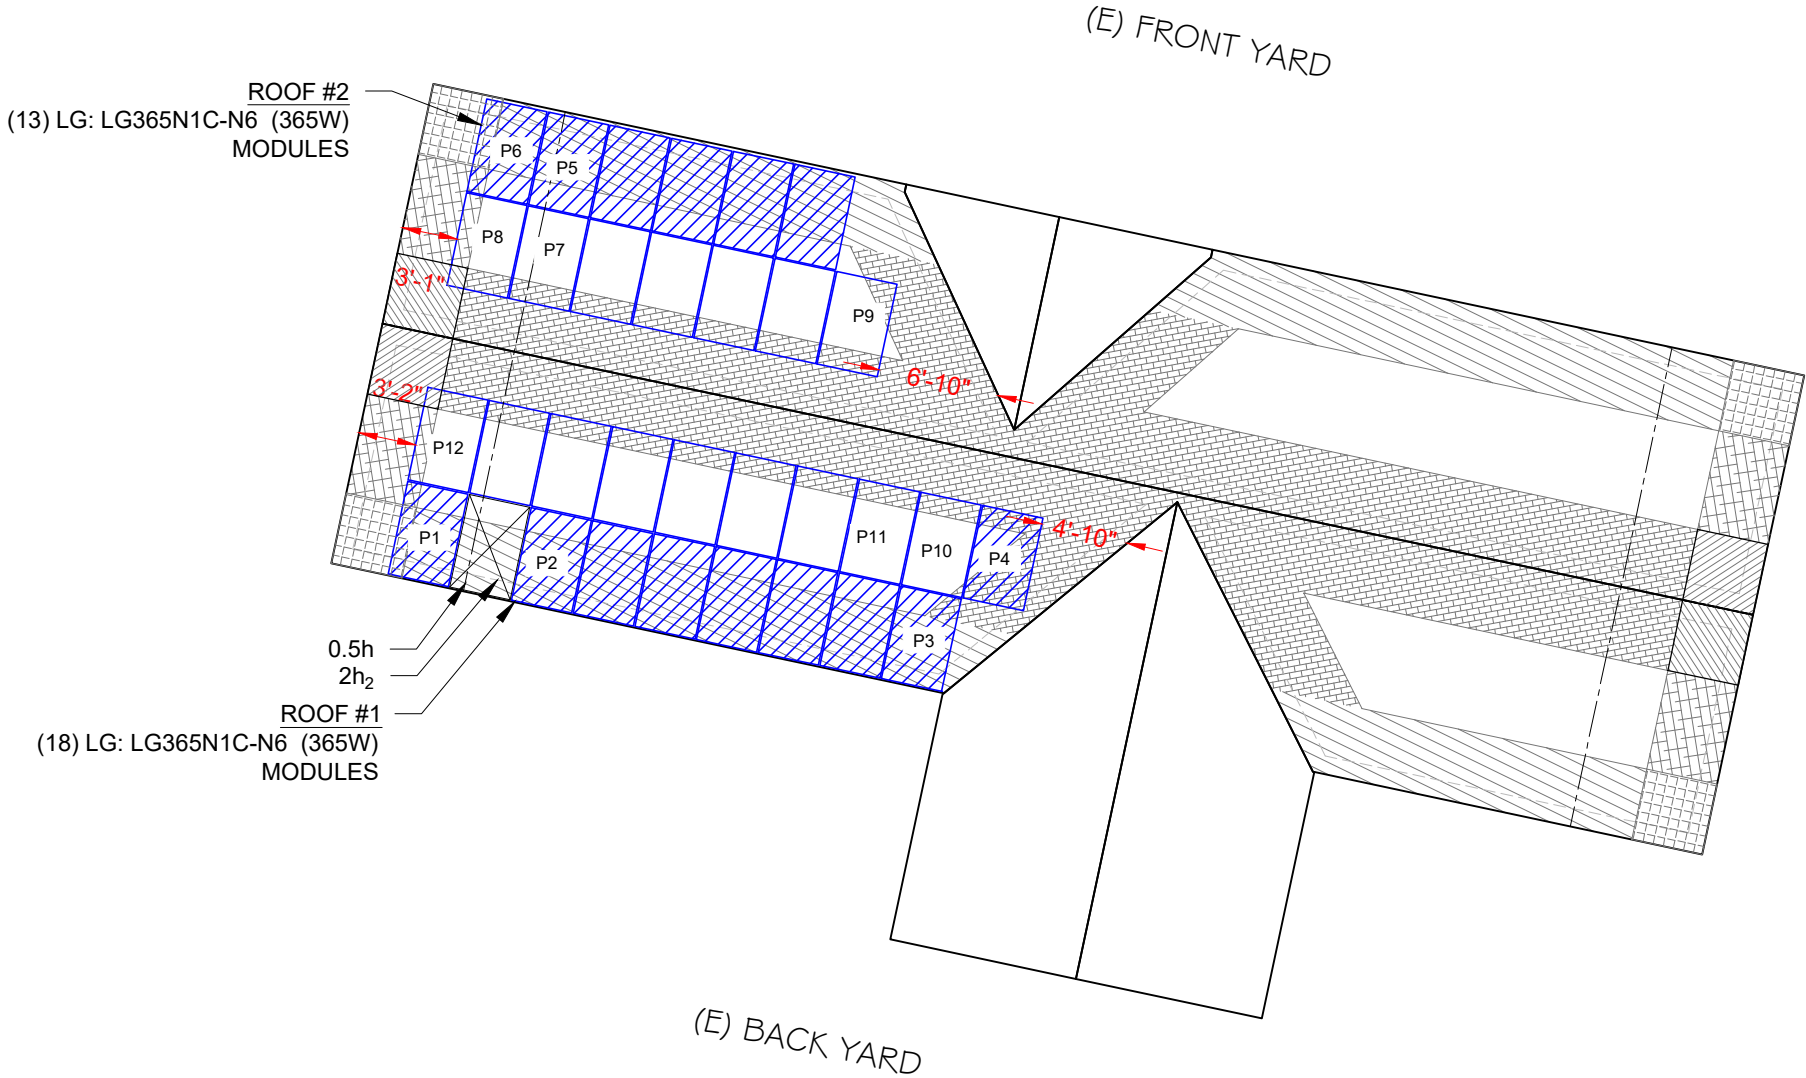 (E) FRONT YARD
ROOF #2
(13) LG: LG365N1C-N6 (365W)
MODULES
P6
P5
P8
P7
P9
3'-1"
6'-10"
3'-2"
P12
P11
P10
P4
4'-10"
P1
P2
P3
0.5h
2h₂
ROOF #1
(18) LG: LG365N1C-N6 (365W)
MODULES
(E) BACK YARD